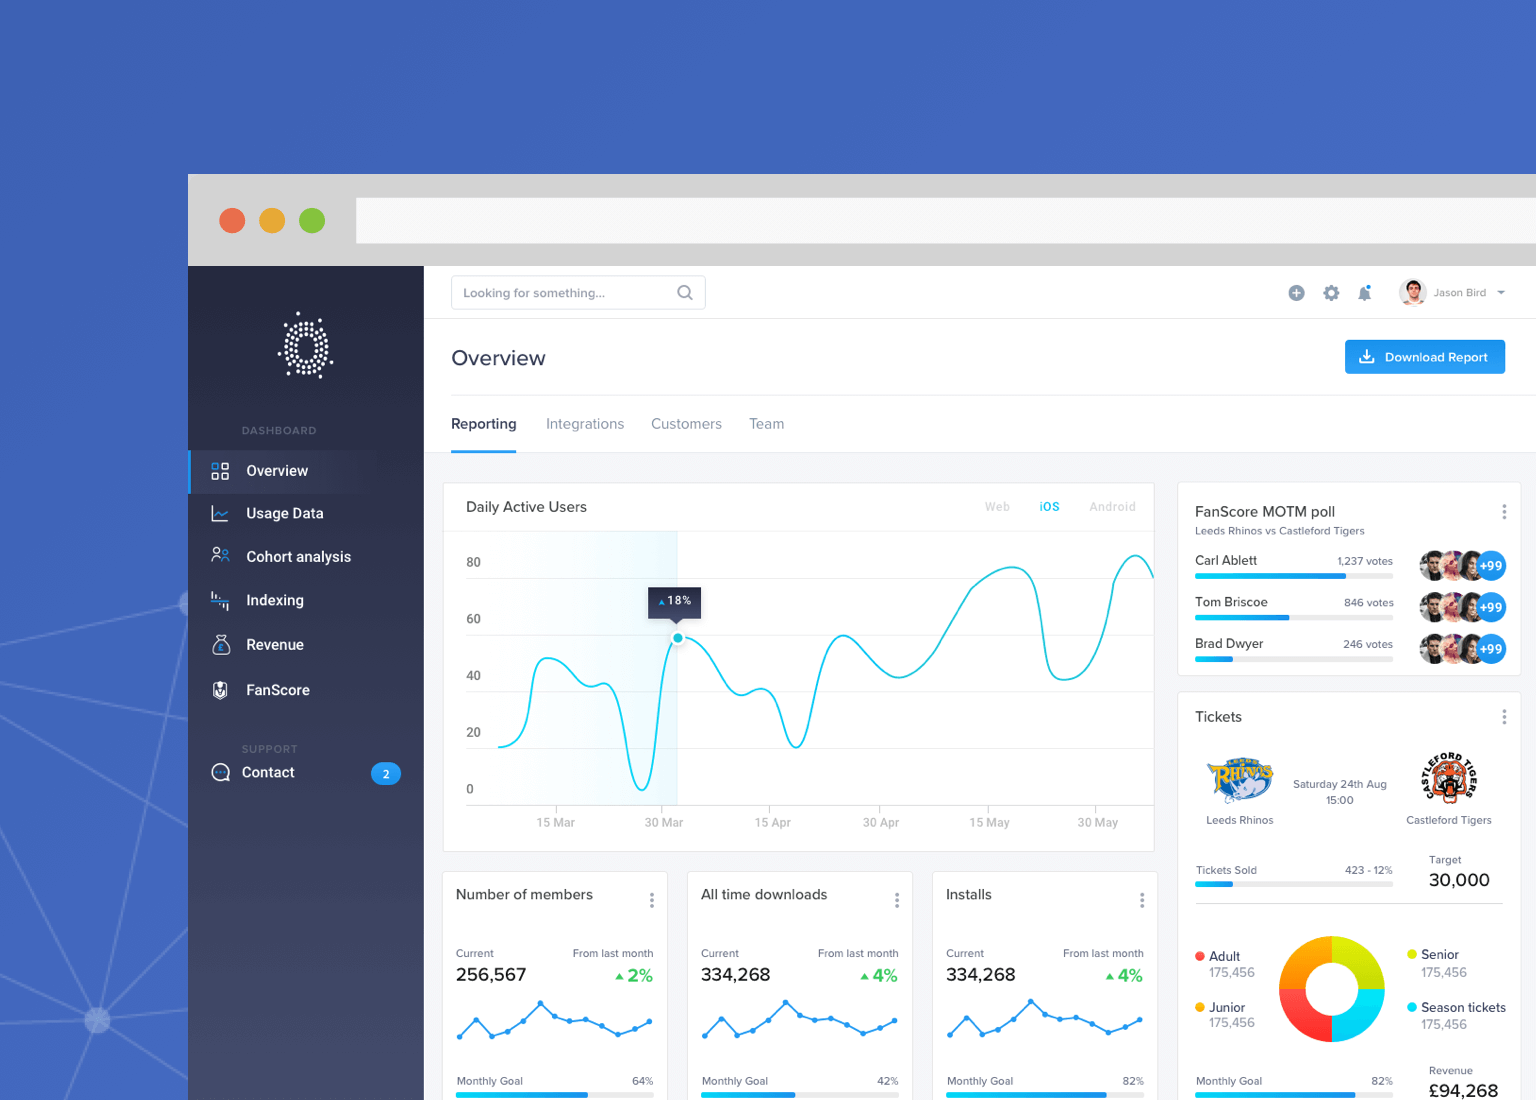 Looking for something...
Jason Bird
Overview
Download Report
Reporting
Integrations
Customers
Team
DASHBOARD
Overview
Usage Data
Cohort analysis
Indexing
£
Revenue
FanScore
SUPPORT
Contact
2
Daily Active Users
Web
iOS
Android
80
60
40
20
0
18%
15 Mar
30 Mar
15 Apr
30 Apr
15 May
30 May
FanScore MOTM poll
Leeds Rhinos vs Castleford Tigers
Carl Ablett
1,237 votes
+99
Tom Briscoe
846 votes
+99
Brad Dwyer
246 votes
+99
Tickets
LEEDS
RHINOS
Leeds Rhinos
Saturday 24th Aug
15:00
CASTLEFORD TIGERS
Castleford Tigers
Tickets Sold
423 - 12%
Target
30,000
Adult
175,456
Junior
175,456
Senior
175,456
Season tickets
175,456
Monthly Goal
82%
Revenue
£94,268
Number of members
Current
256,567
From last month
2%
Monthly Goal
64%
All time downloads
Current
334,268
From last month
4%
Monthly Goal
42%
Installs
Current
334,268
From last month
4%
Monthly Goal
82%